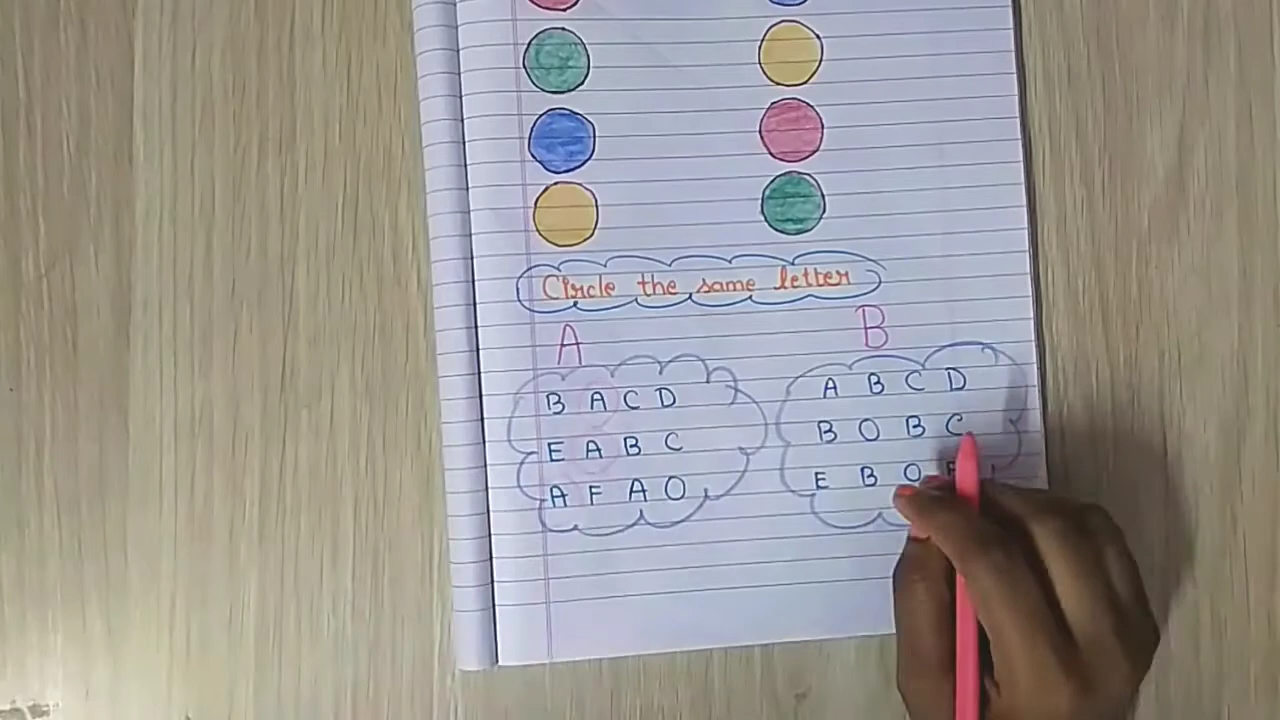 Circle the same letter
A B
B A C D
E A B C
A F A O
A B C D
B O B C
E B O